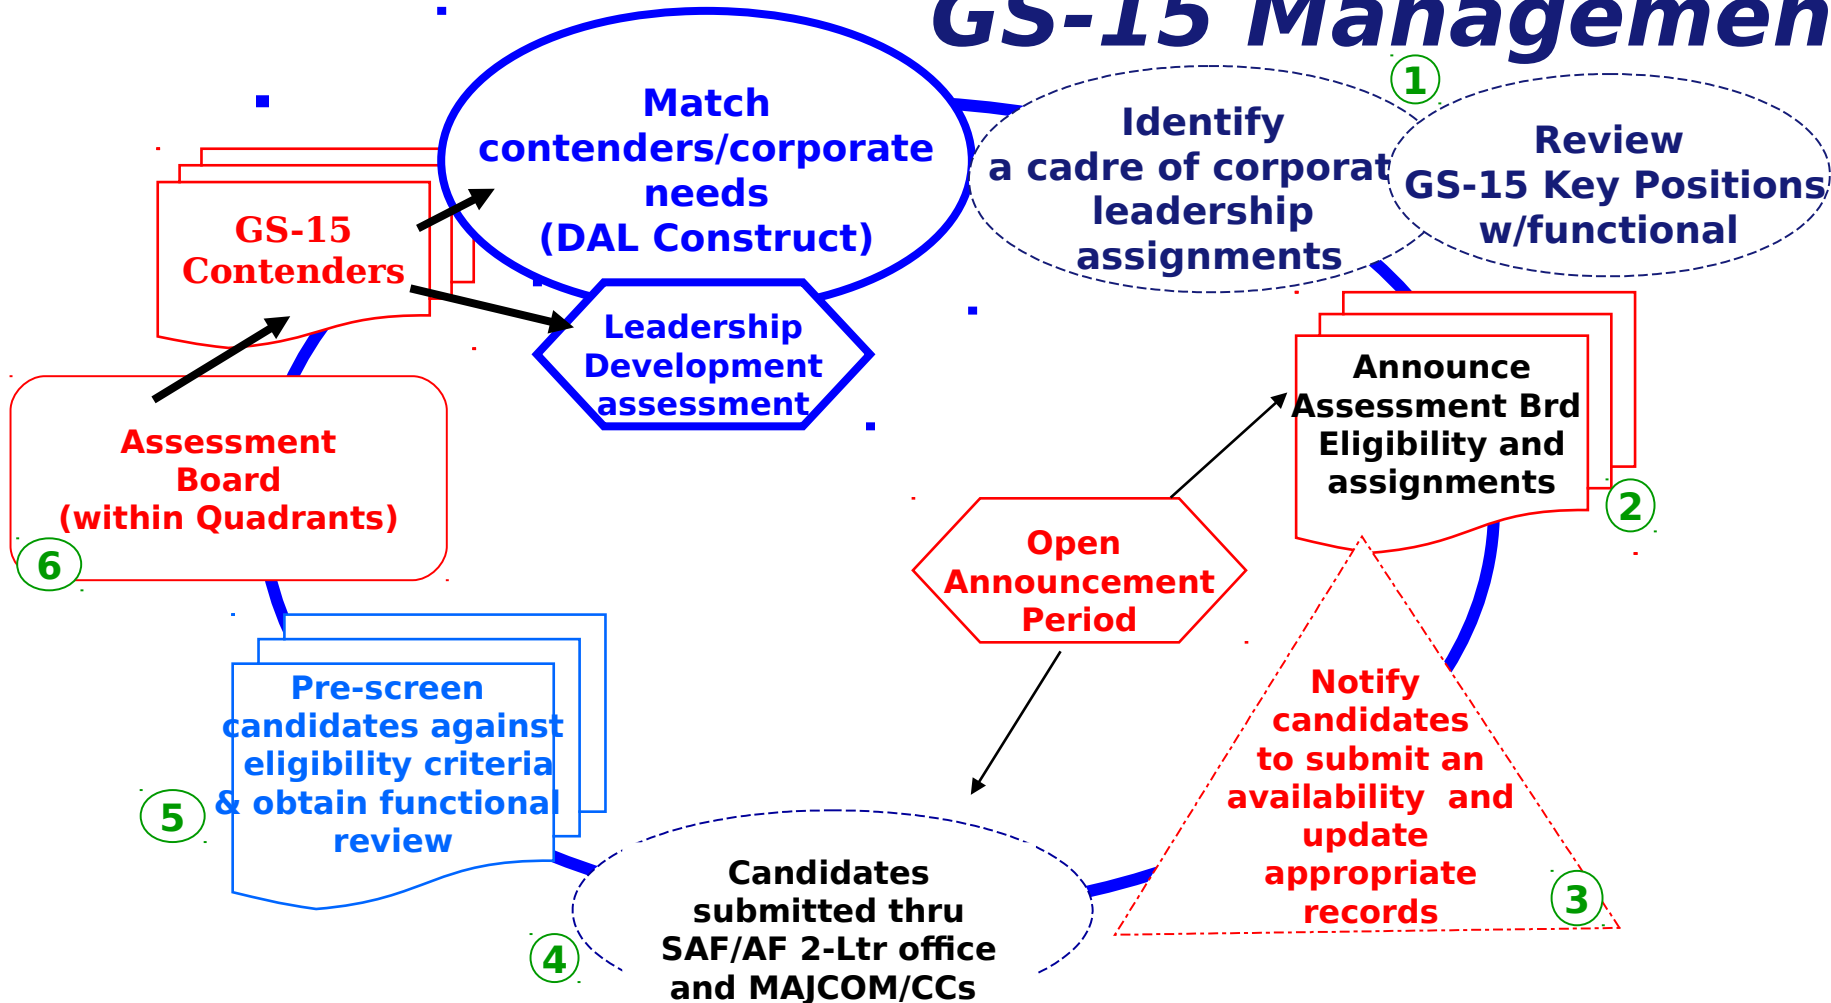 GS-15 Managemen
1
Match
contenders/corporate
needs
(DAL Construct)
Identify
a cadre of corporat
leadership
assignments
Review
GS-15 Key Positions
w/functional
GS-15
Contenders
Leadership
Development
assessment
Announce
Assessment Brd
Eligibility and
assignments
2
Assessment
Board
(within Quadrants)
6
Open
Announcement
Period
Notify
candidates
to submit an
availability  and
update
appropriate
records
3
Pre-screen
candidates against
eligibility criteria
& obtain functional
review
5
Candidates
submitted thru
SAF/AF 2-Ltr office
and MAJCOM/CCs
4